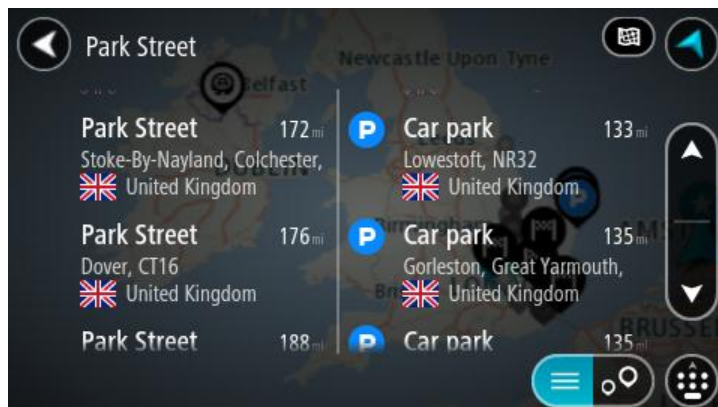 Park Street
Newcastle Upon Tyne
Belfast
Park Street 172 mi
Stoke-By-Nayland, Colchester,
United Kingdom
Park Street 176 mi
Dover, CT16
United Kingdom
Park Street 188 mi
P Car park 133 mi
Lowestoft, NR32
United Kingdom
P Car park 135 mi
Gorleston, Great Yarmouth,
United Kingdom
P Car park 135 mi
DUBLIN
Birmingham